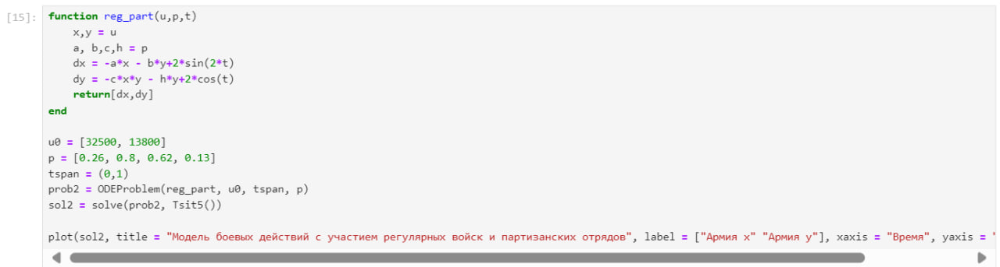 [15]: function reg_part(u,p,t)
    x,y = u
    a, b,c,h = p
    dx = -a*x - b*y+2*sin(2*t)
    dy = -c*x*y - h*y+2*cos(t)
    return[dx,dy]
end

u0 = [32500, 13800]
p = [0.26, 0.8, 0.62, 0.13]
tspan = (0,1)
prob2 = ODEProblem(reg_part, u0, tspan, p)
sol2 = solve(prob2, Tsit5())

plot(sol2, title = "Модель боевых действий с участием регулярных войск и партизанских отрядов", label = ["Армия x" "Армия y"], xaxis = "Время", yaxis = "